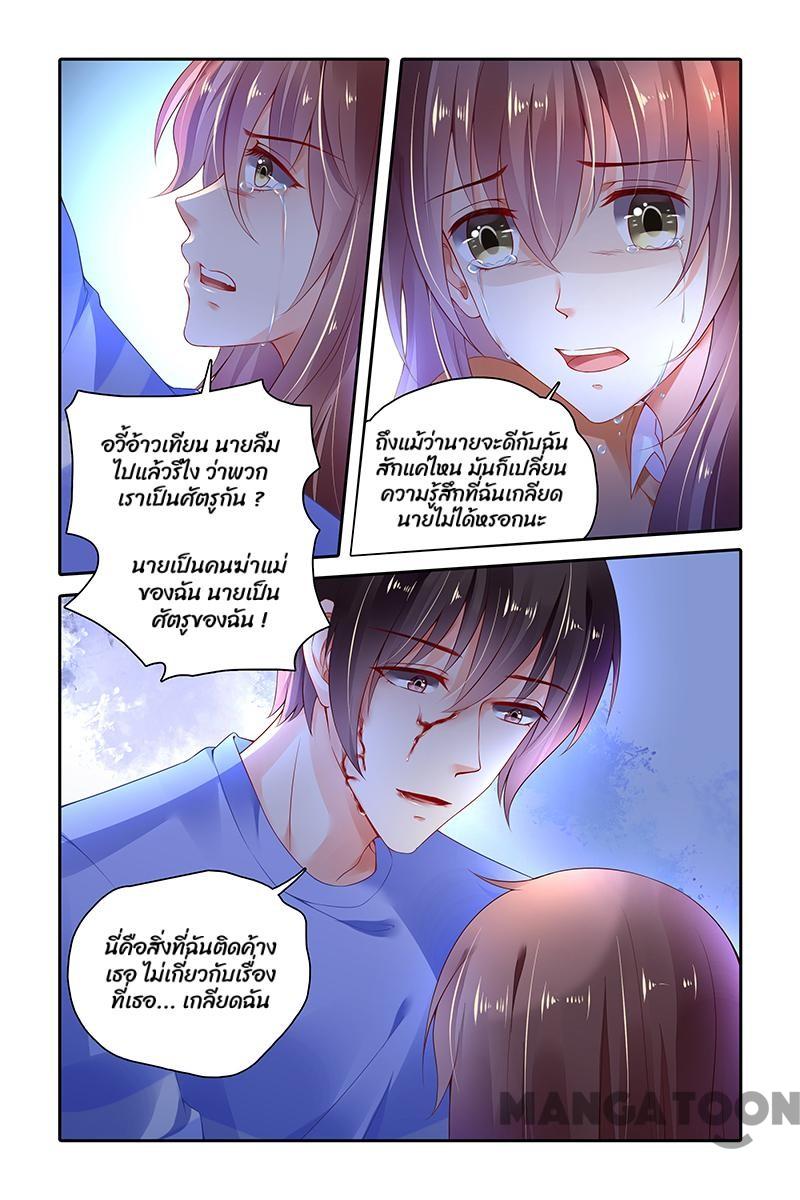 อวี้อ้าวเทียน นายลืม
ไปแล้วรึไง ว่าพวก
เราเป็นศัตรูกัน ?
นายเป็นคนฆ่าแม่
ของฉัน นายเป็น
ศัตรูของฉัน !
ถึงแม้ว่านายจะดีกับฉัน
สักแค่ไหน มันก็เปลี่ยน
ความรู้สึกที่ฉันเกลียด
นายไม่ได้หรอกนะ
นี่คือสิ่งที่ฉันติดค้าง
เธอ ไม่เกี่ยวกับเรื่อง
ที่เธอ... เกลียดฉัน
MANGATOON